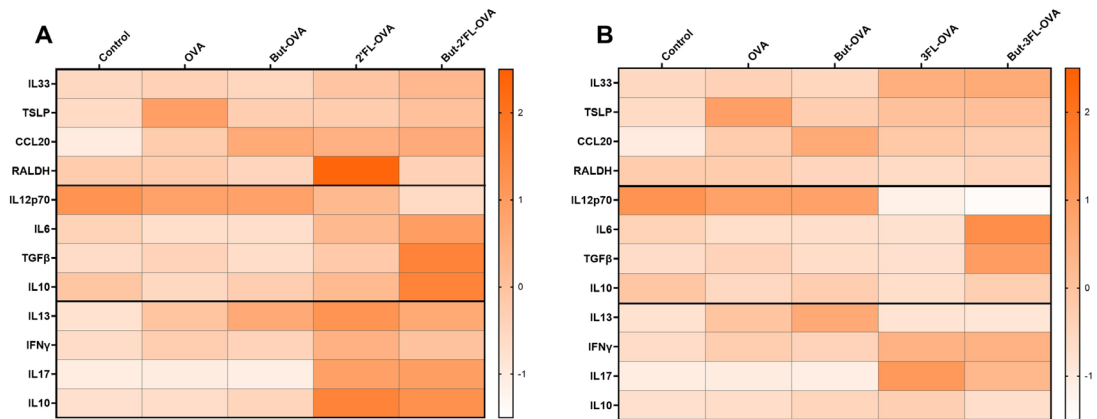 A
Control
OVA
But-OVA
2'FL-OVA
But-2'FL-OVA
IL33
TSLP
CCL20
RALDH
IL12p70
IL6
TGFβ
IL10
IL13
IFNγ
IL17
IL10
2
1
0
-1
B
Control
OVA
But-OVA
3FL-OVA
But-3FL-OVA
IL33
TSLP
CCL20
RALDH
IL12p70
IL6
TGFβ
IL10
IL13
IFNγ
IL17
IL10
2
1
0
-1